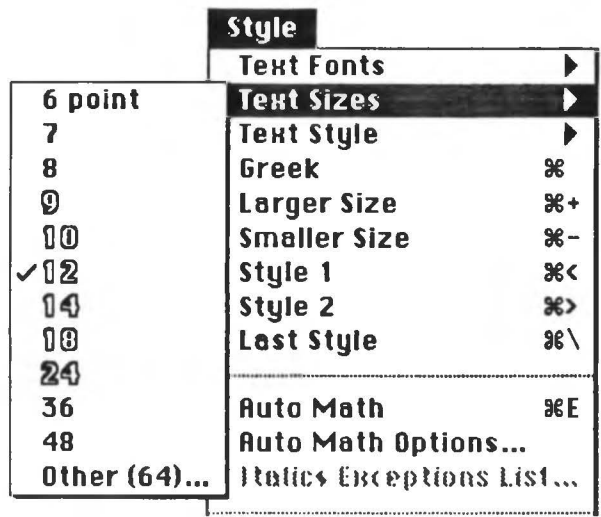 Style
Text Fonts ▶
Text Sizes ▶
Text Style ▶
Greek ⌘
Larger Size ⌘+
Smaller Size ⌘-
Style 1 ⌘<
Style 2 ⌘>
Last Style ⌘\
Auto Math ⌘E
Auto Math Options...
Italics Exceptions List...
6 point
7
8
9
10
✓12
14
18
24
36
48
Other (64)...